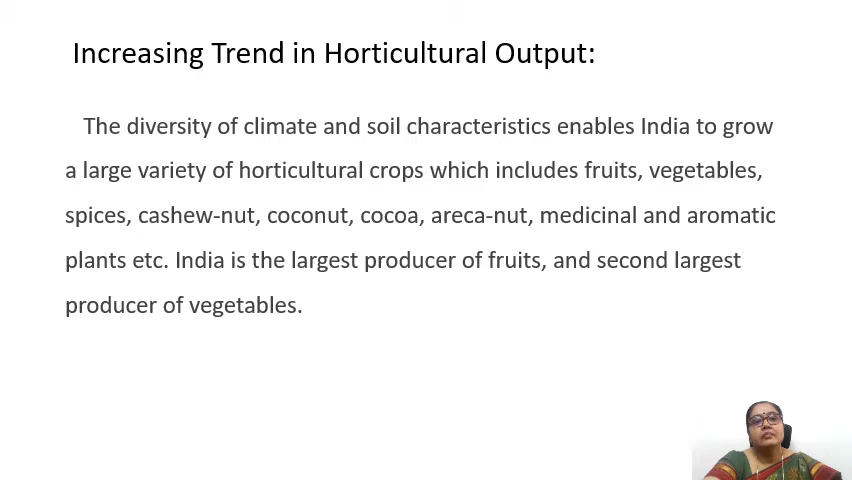 Increasing Trend in Horticultural Output:
The diversity of climate and soil characteristics enables India to grow
a large variety of horticultural crops which includes fruits, vegetables,
spices, cashew-nut, coconut, cocoa, areca-nut, medicinal and aromatic
plants etc. India is the largest producer of fruits, and second largest
producer of vegetables.